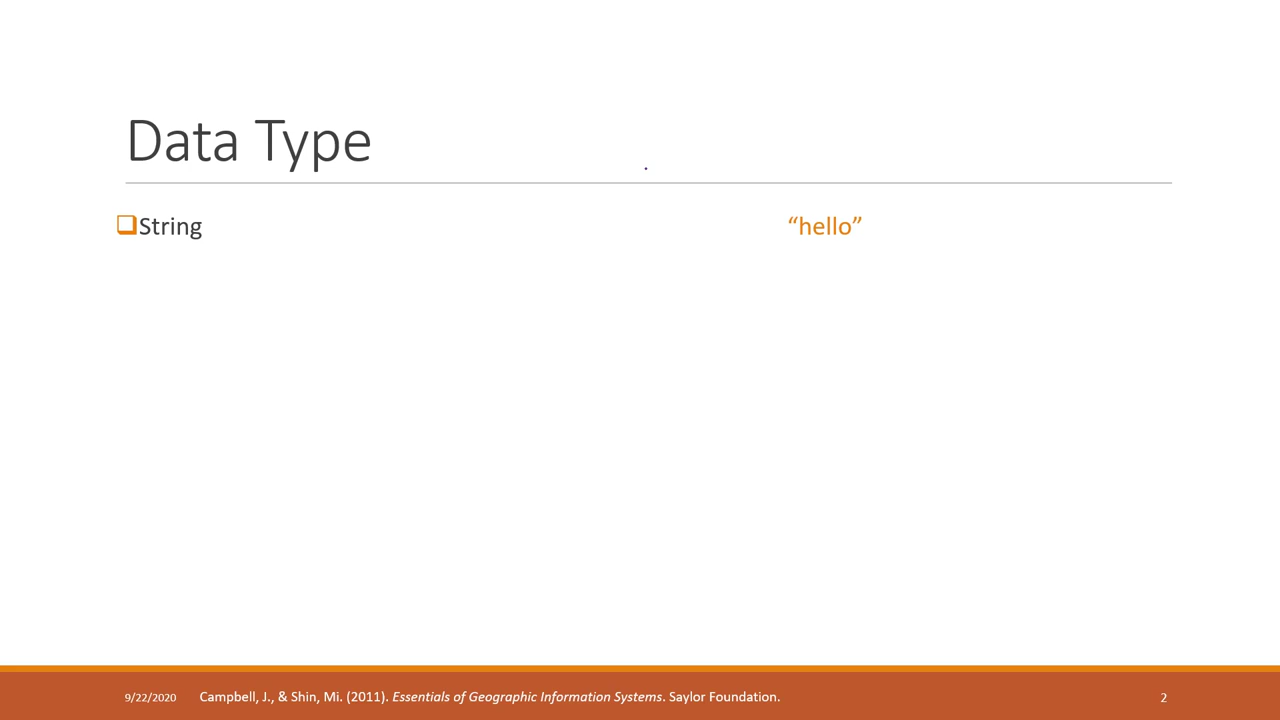 Data Type
String “hello”
9/22/2020 Campbell, J., & Shin, Mi. (2011). Essentials of Geographic Information Systems. Saylor Foundation. 2